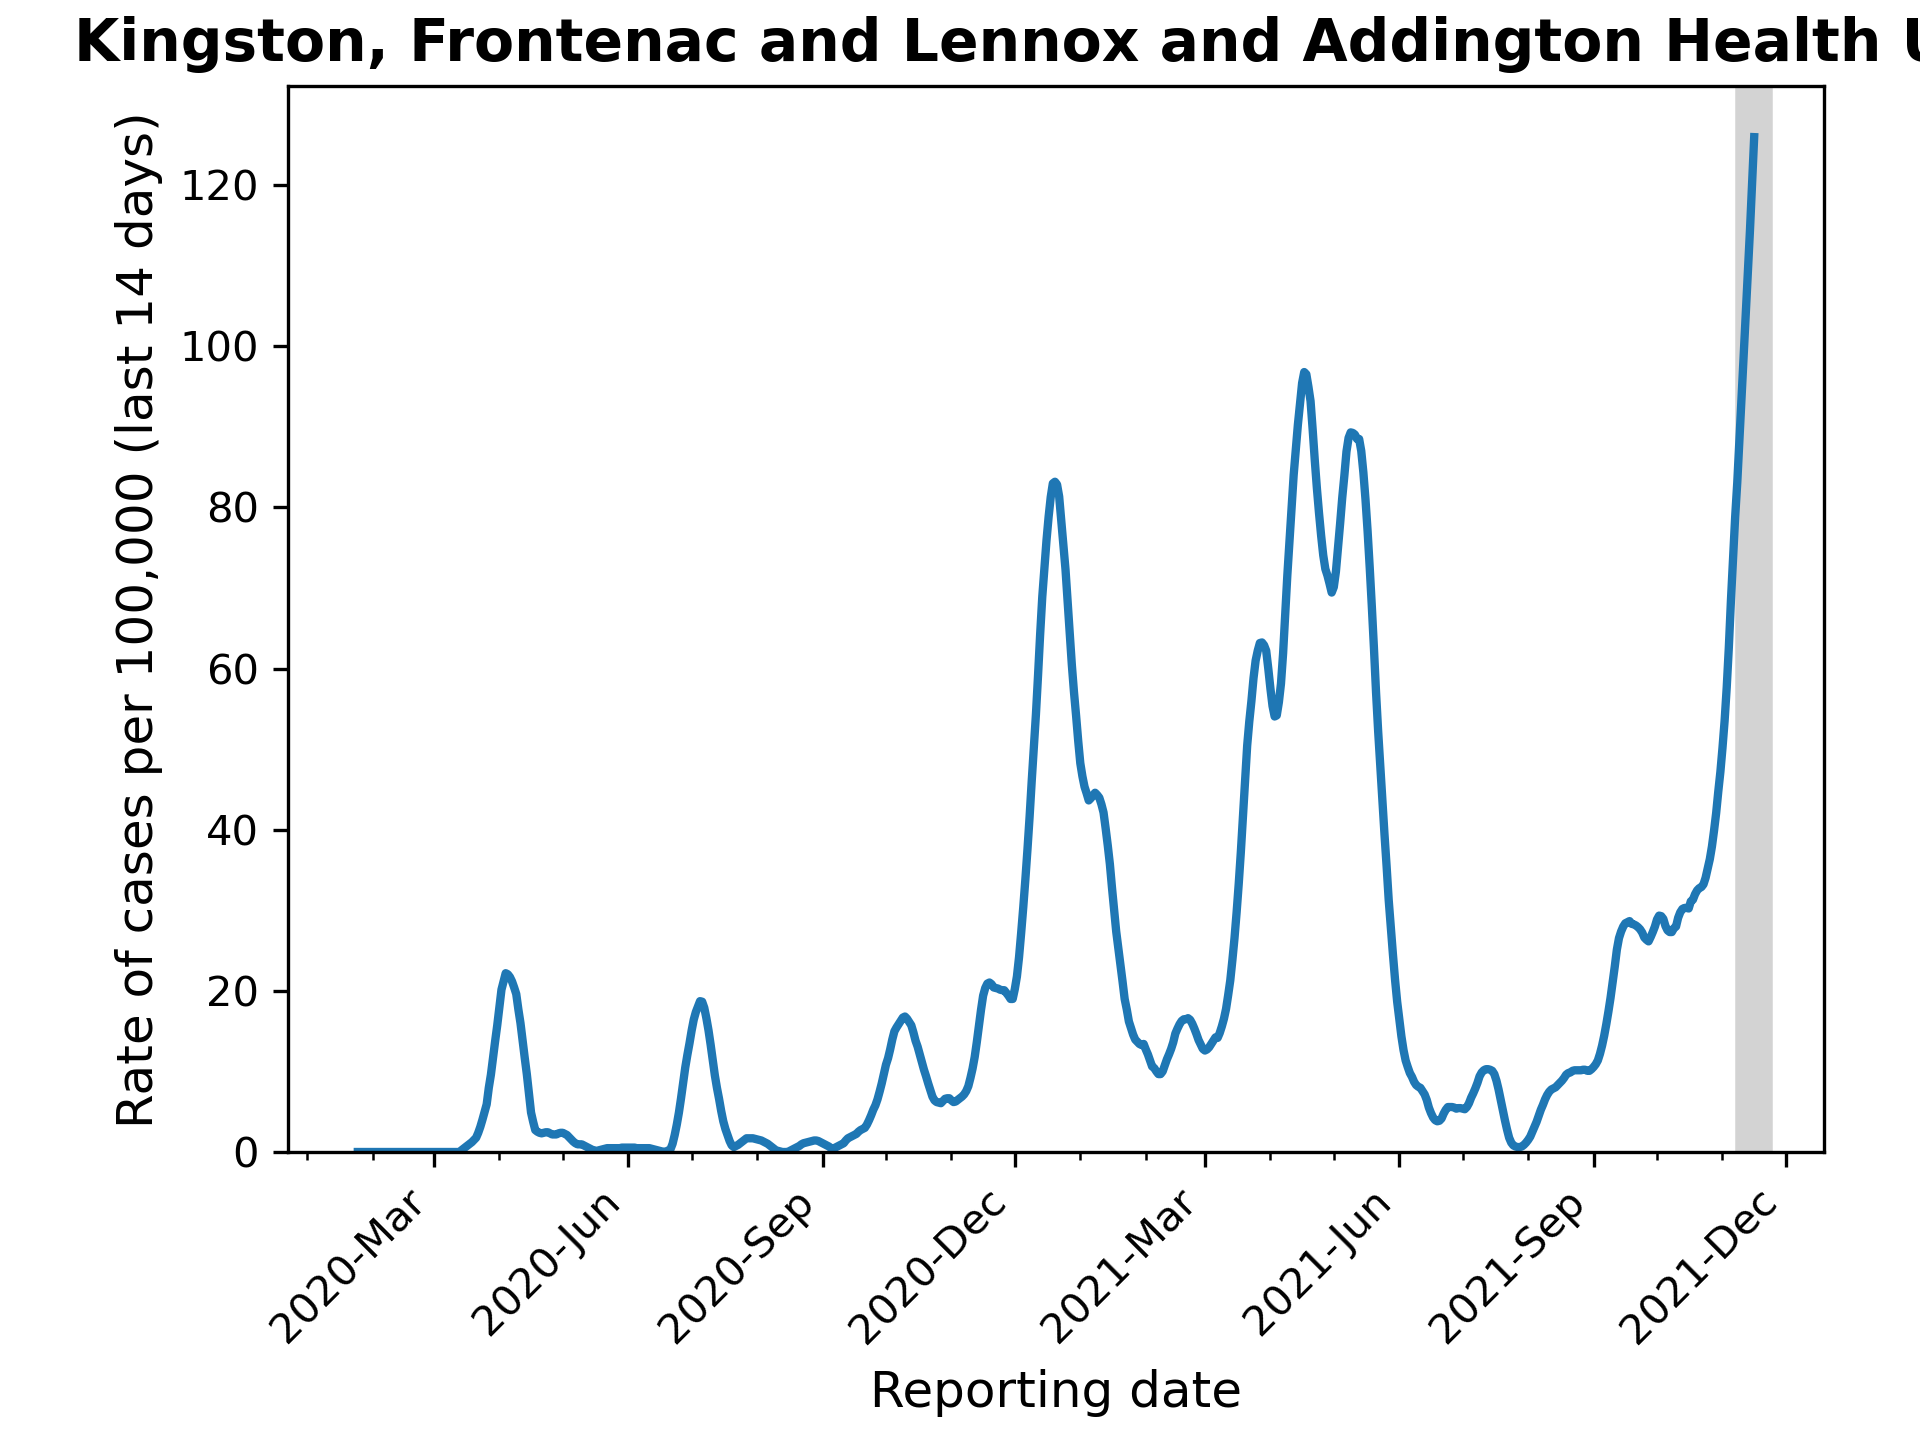 Kingston, Frontenac and Lennox and Addington Health
Rate of cases per 100,000 (last 14 days)
120
100
80
60
40
20
0
2020-Mar
2020-Jun
2020-Sep
2020-Dec
2021-Mar
2021-Jun
2021-Sep
2021-Dec
Reporting date